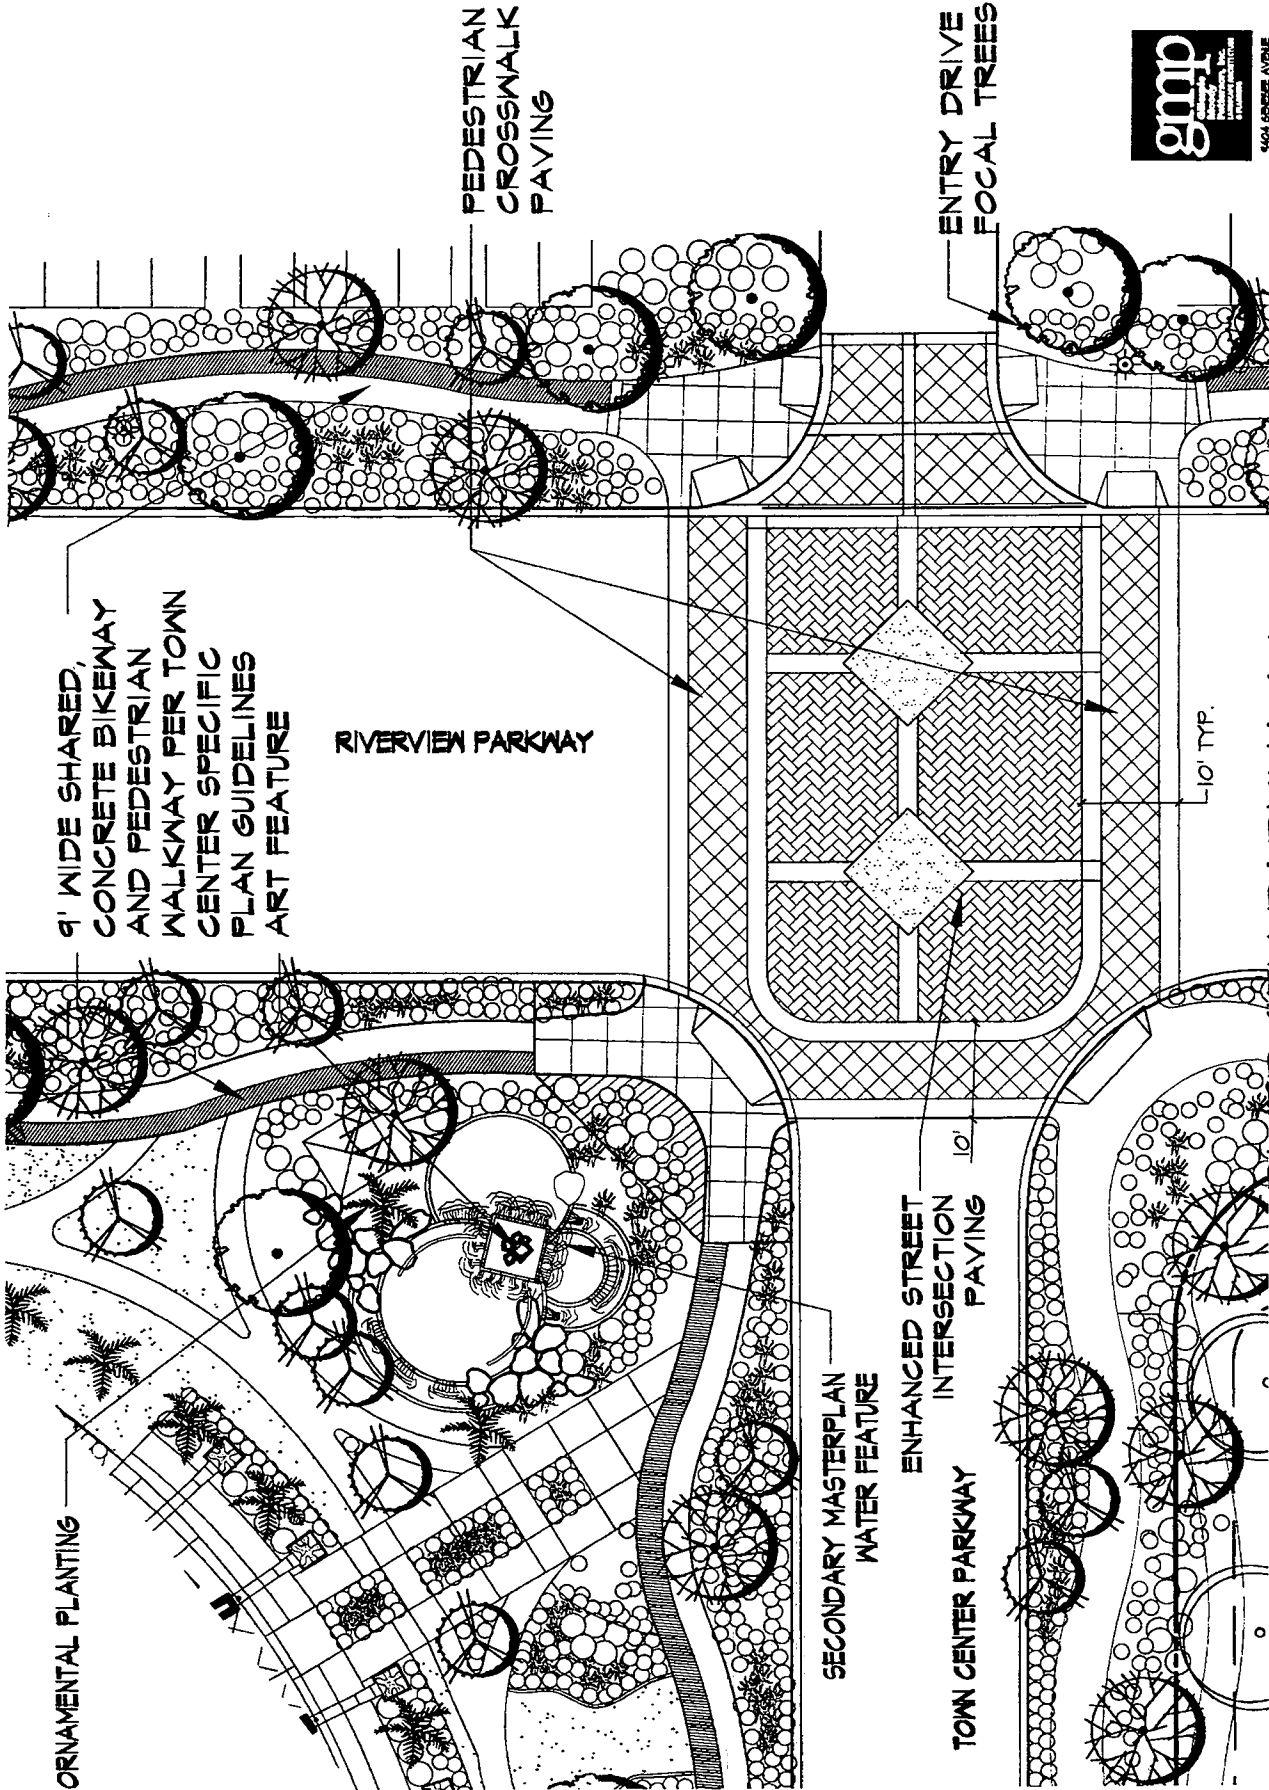 ORNAMENTAL PLANTING
9' WIDE SHARED,
CONCRETE BIKEWAY
AND PEDESTRIAN
WALKWAY PER TOWN
CENTER SPECIFIC
PLAN GUIDELINES
ART FEATURE
RIVERVIEW PARKWAY
PEDESTRIAN
CROSSWALK
PAVING
SECONDARY MASTERPLAN
WATER FEATURE
ENHANCED STREET
INTERSECTION
PAVING
10'
TOWN CENTER PARKWAY
10' TYP.
ENTRY DRIVE
FOCAL TREES
gmp